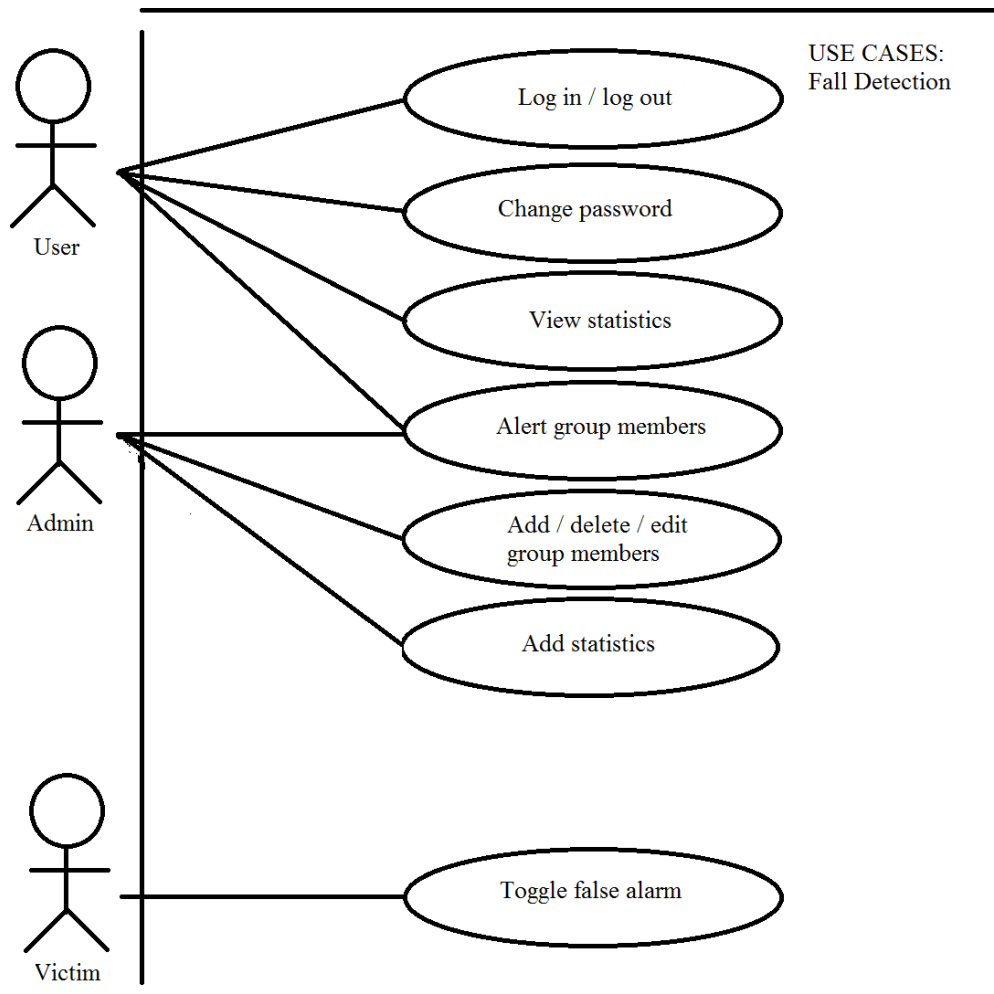 USE CASES:
Fall Detection
Log in / log out
Change password
User
View statistics
Alert group members
Admin
Add / delete / edit
group members
Add statistics
Toggle false alarm
Victim